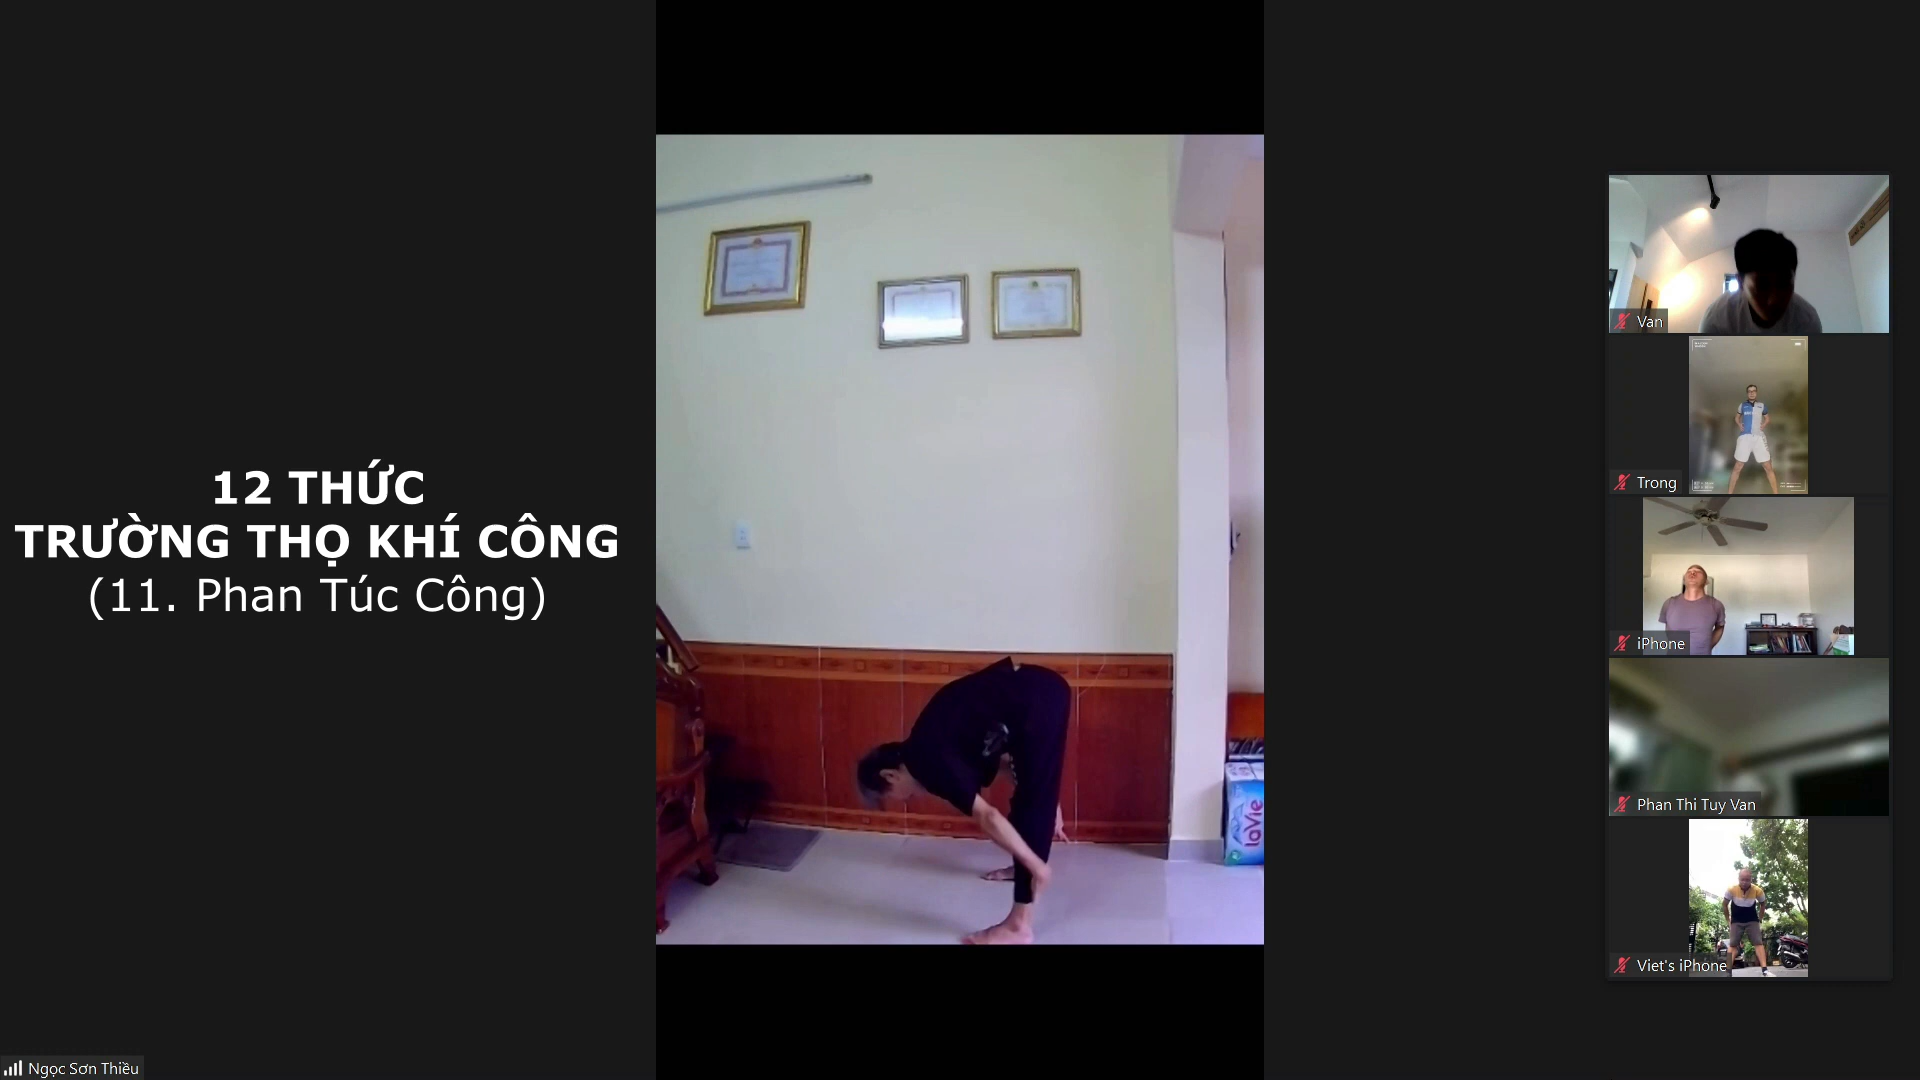 12 THỨC
TRƯỜNG THỌ KHÍ CÔNG
(11. Phan Túc Công)
Van
Trong
iPhone
Phan Thi Tuy Van
Viet's iPhone
Ngọc Sơn Thiều
LaVie